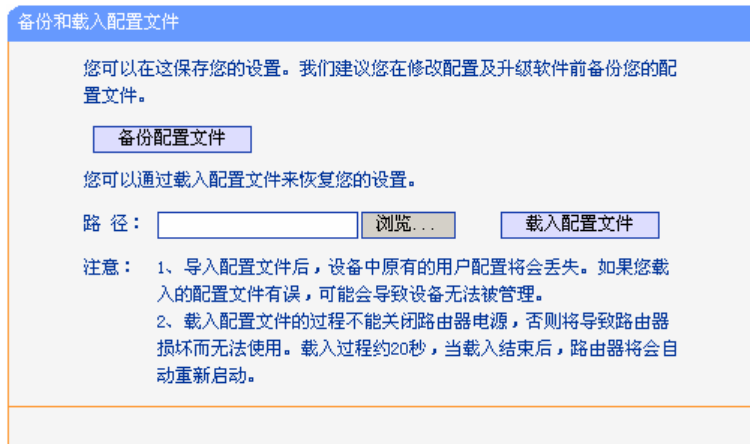 备份和载入配置文件
您可以在这保存您的设置。我们建议您在修改配置及升级软件前备份您的配
置文件。
备份配置文件
您可以通过载入配置文件来恢复您的设置。
路 径： 浏览... 载入配置文件
注意： 1、导入配置文件后，设备中原有的用户配置将会丢失。如果您载
入的配置文件有误，可能会导致设备无法被管理。
2、载入配置文件的过程不能关闭路由器电源，否则将导致路由器
损坏而无法使用。载入过程约20秒，当载入结束后，路由器将会自
动重新启动。